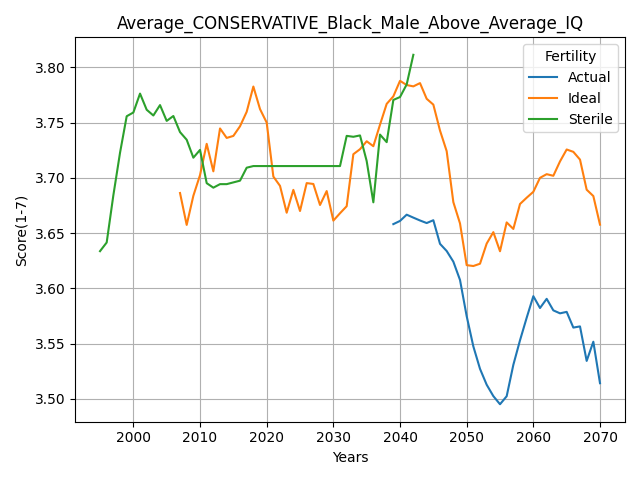 Average_CONSERVATIVE_Black_Male_Above_Average_IQ
Fertility
Actual
Ideal
Sterile
Score(1-7)
3.80
3.75
3.70
3.65
3.60
3.55
3.50
2000 2010 2020 2030 2040 2050 2060 2070
Years